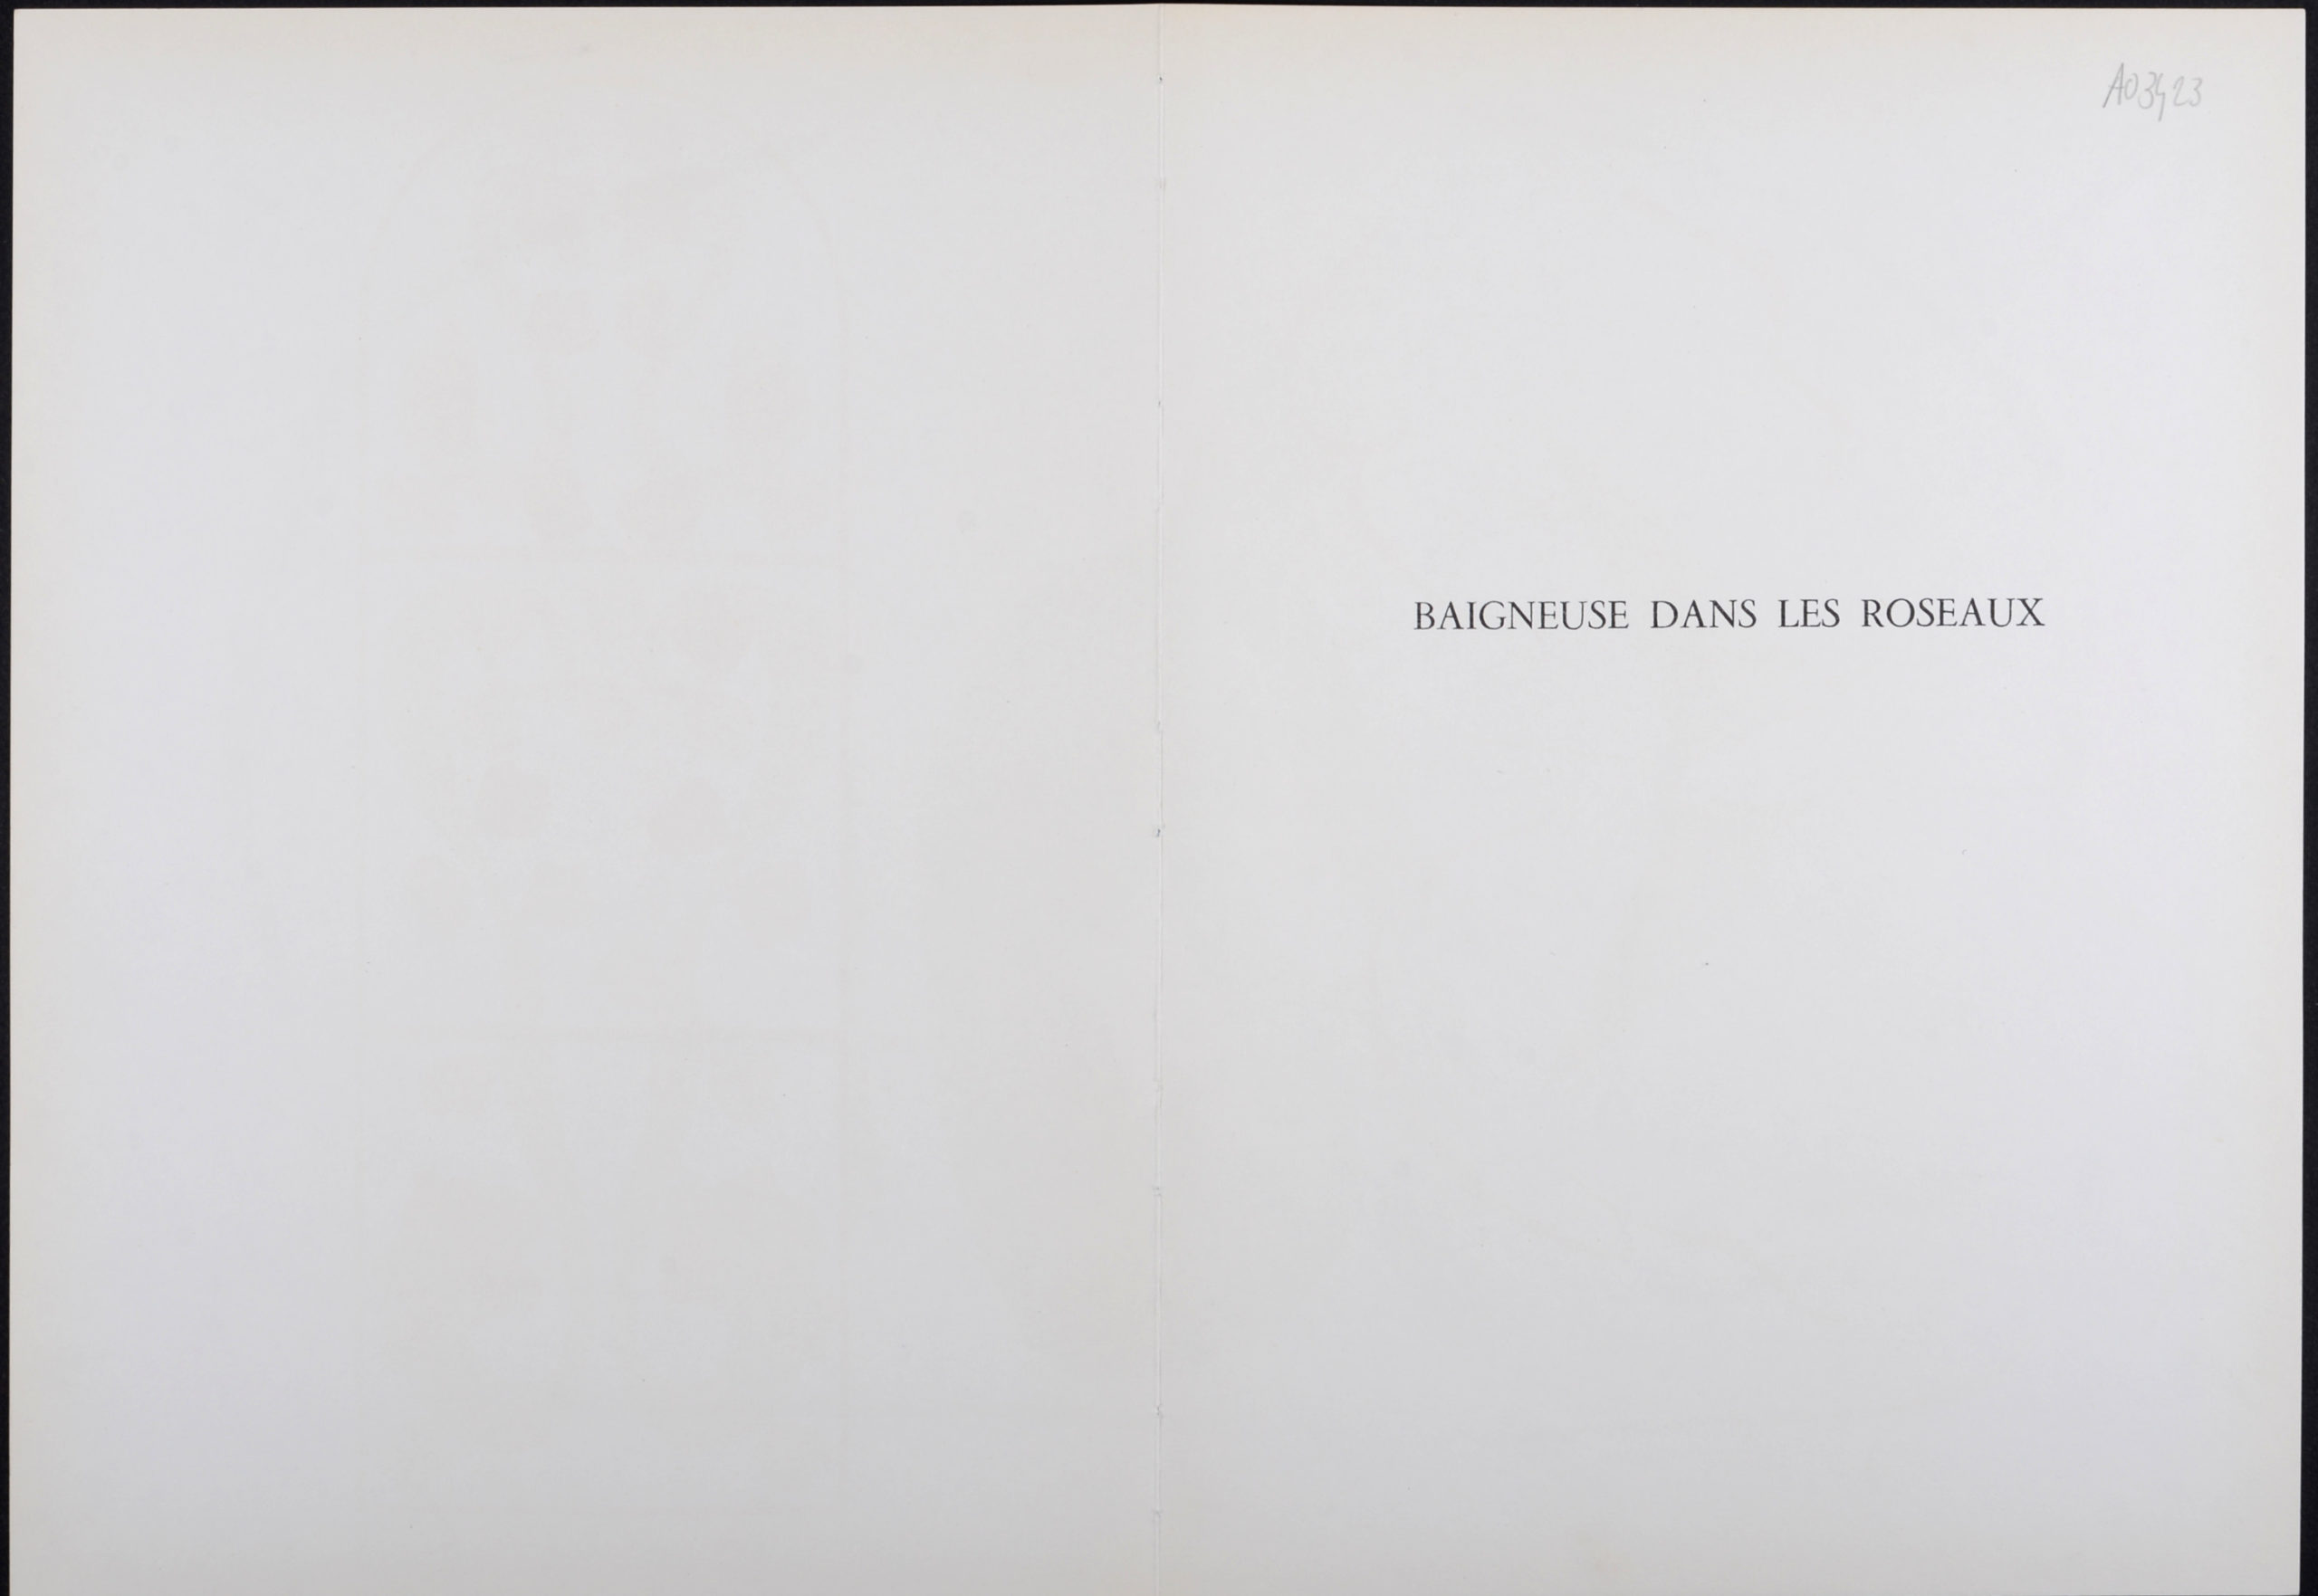 A03423
BAIGNEUSE DANS LES ROSEAUX